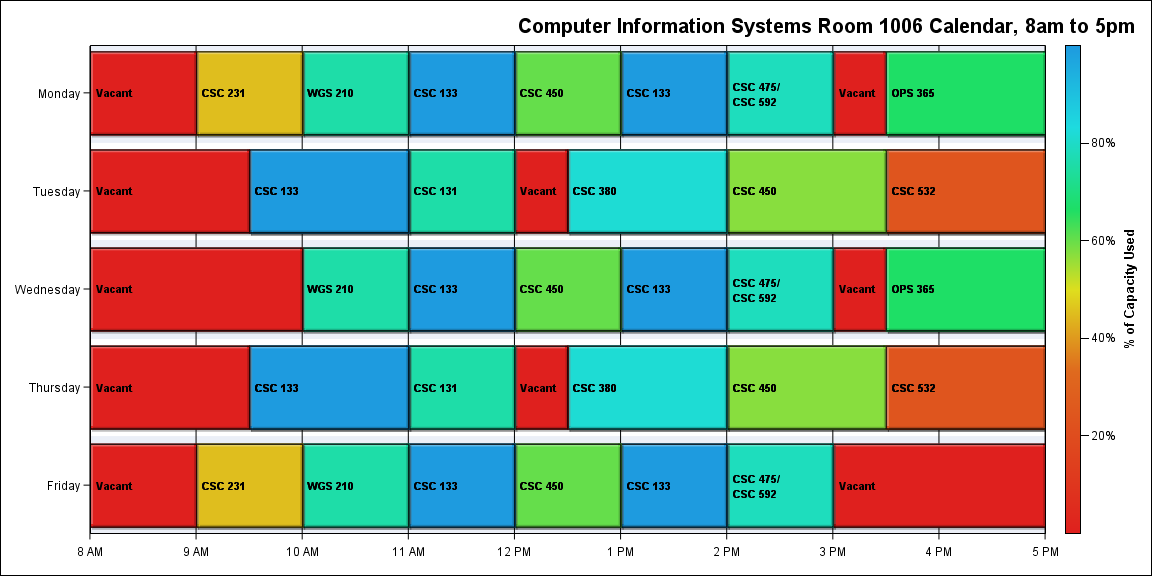 Computer Information Systems Room 1006 Calendar, 8am to 5pm
Monday
Vacant
CSC 231
WGS 210
CSC 133
CSC 450
CSC 133
CSC 475/
CSC 592
Vacant
OPS 365
Tuesday
Vacant
CSC 133
CSC 131
Vacant
CSC 380
CSC 450
CSC 532
Wednesday
Vacant
WGS 210
CSC 133
CSC 450
CSC 133
CSC 475/
CSC 592
Vacant
OPS 365
Thursday
Vacant
CSC 133
CSC 131
Vacant
CSC 380
CSC 450
CSC 532
Friday
Vacant
CSC 231
WGS 210
CSC 133
CSC 450
CSC 133
CSC 475/
CSC 592
Vacant
8 AM
9 AM
10 AM
11 AM
12 PM
1 PM
2 PM
3 PM
4 PM
5 PM
80%
60%
40%
20%
% of Capacity Used